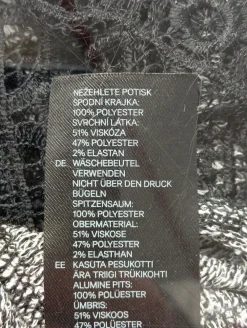 NEŽEHLETE POTISK
SPODNÍ KRAJKA:
100% POLYESTER
SVRCHNÍ LÁTKA:
51% VISKÓZA
47% POLYESTER
2% ELASTAN
DE WÄSCHEBEUTEL
VERWENDEN
NICHT ÜBER DEN DRUCK
BÜGELN
SPITZENSAUM:
100% POLYESTER
OBERMATERIAL:
51% VISKOSE
47% POLYESTER
2% ELASTHAN
EE KASUTA PESUKOTTI
ÄRA TRIIGI TRÜKIKOHTI
ALUMINE PITS:
100% POLÜESTER
ÜMBRIS:
51% VISKOOS
47% POLÜESTER